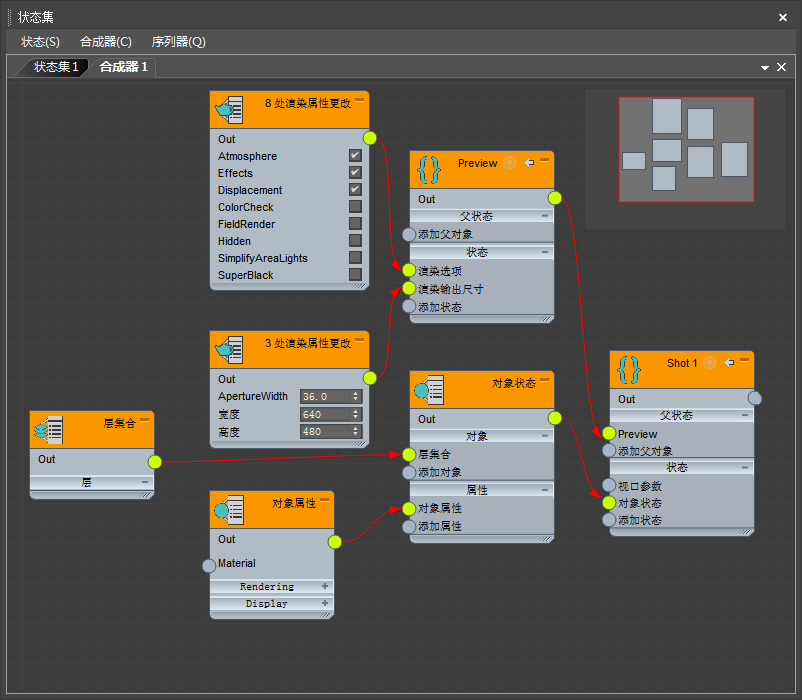 状态集
状态(S) 合成器(C) 序列器(Q)
状态集 1 合成器 1
8 处渲染属性更改
Out
Atmosphere
Effects
Displacement
ColorCheck
FieldRender
Hidden
SimplifyAreaLights
SuperBlack
Preview
Out
父状态
添加父对象
状态
渲染选项
渲染输出尺寸
添加状态
3 处渲染属性更改
Out
ApertureWidth 36.0
宽度 640
高度 480
层集合
Out
层
对象属性
Out
Material
Rendering
Display
对象状态
Out
对象
层集合
添加对象
属性
对象属性
添加属性
Shot 1
Out
父状态
Preview
添加父对象
状态
视口参数
对象状态
添加状态